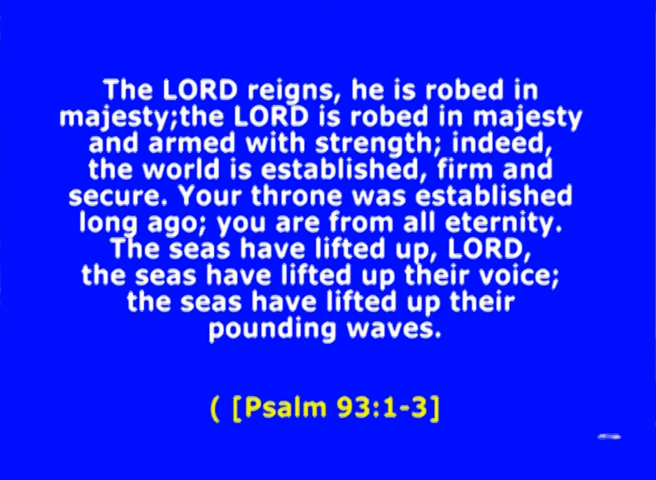 The LORD reigns, he is robed in
majesty;the LORD is robed in majesty
and armed with strength; indeed,
the world is established, firm and
secure. Your throne was established
long ago; you are from all eternity.
The seas have lifted up, LORD,
the seas have lifted up their voice;
the seas have lifted up their
pounding waves.
( [Psalm 93:1-3]